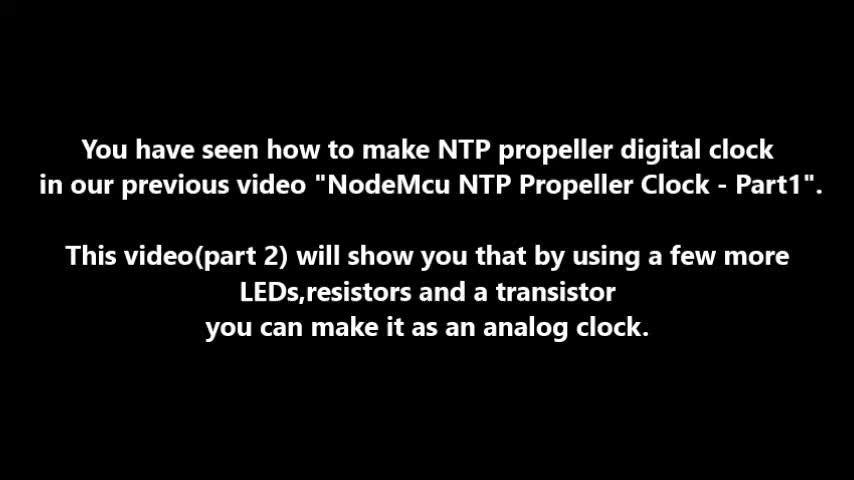 You have seen how to make NTP propeller digital clock
in our previous video "NodeMcu NTP Propeller Clock - Part1".
This video(part 2) will show you that by using a few more
LEDs,resistors and a transistor
you can make it as an analog clock.